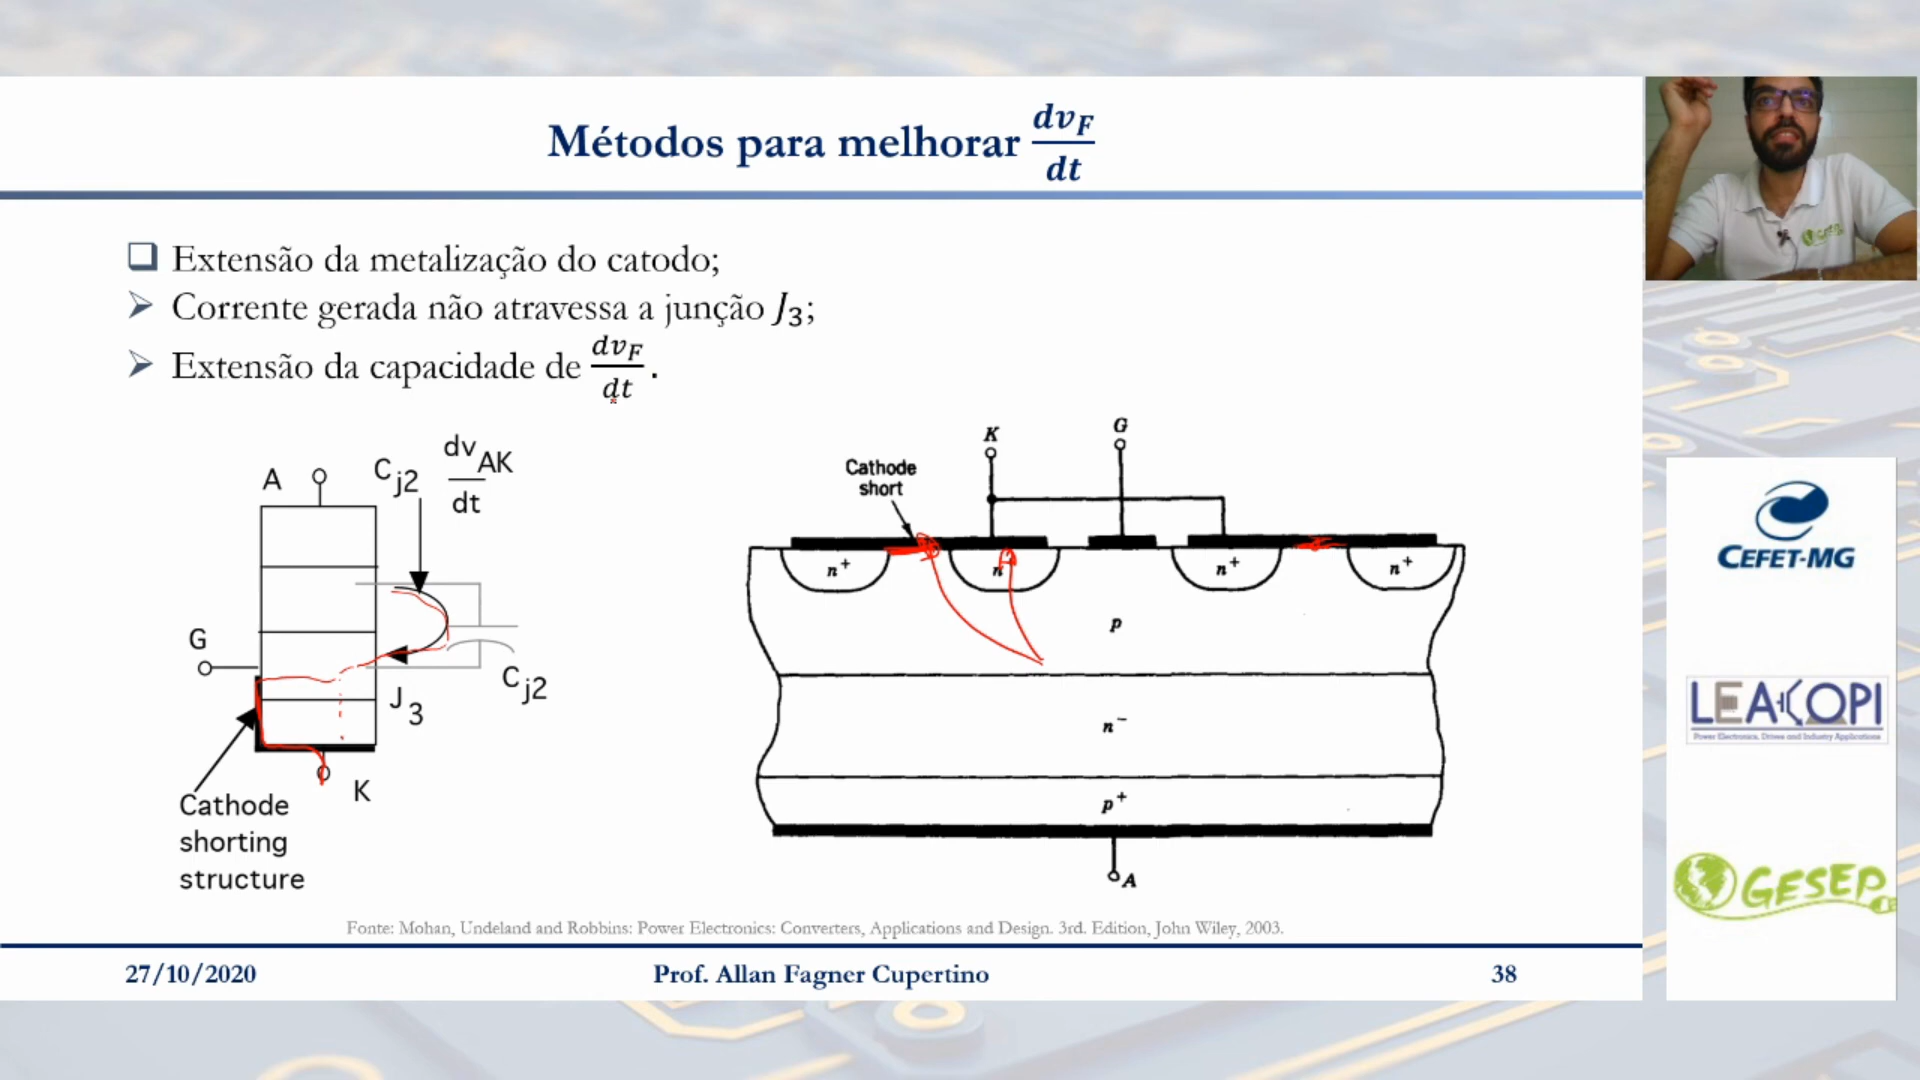 Métodos para melhorar dv_F/dt
Extensão da metalização do catodo;
Corrente gerada não atravessa a junção J₃;
Extensão da capacidade de dv_F/dt.
A
C_j2 dv_AK/dt
G
J₃
C_j2
K
Cathode
shorting
structure
K
G
Cathode
short
n⁺
n
n⁺
n⁺
p
n⁻
p⁺
A
Fonte: Mohan, Undeland and Robbins: Power Electronics: Converters, Applications and Design. 3rd. Edition, John Wiley, 2003.
27/10/2020
Prof. Allan Fagner Cupertino
38
CEFET-MG
LEACOPI
Power Electronics, Drives and Industry Applications
GESEP